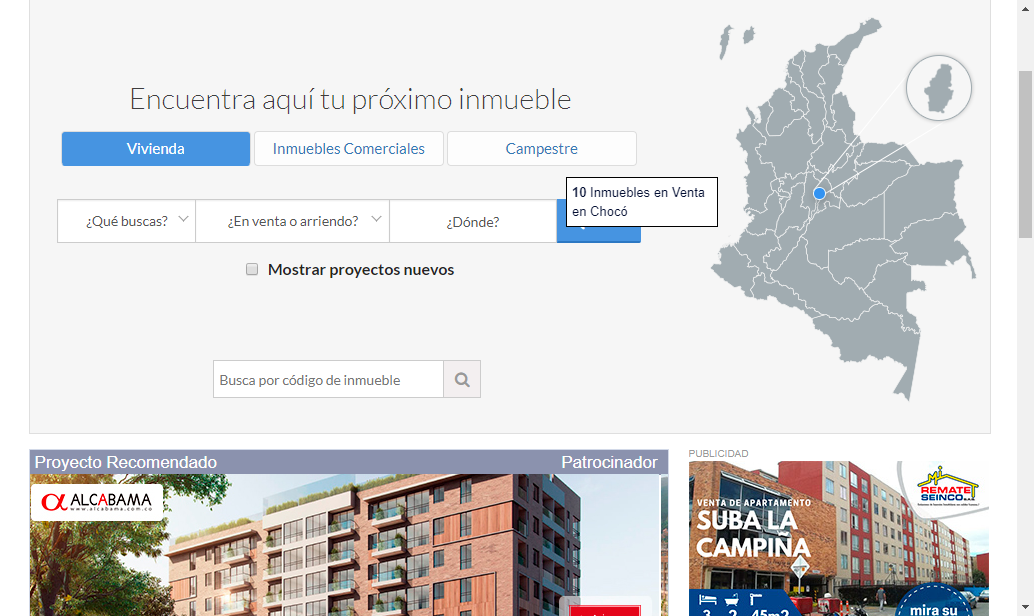 Encuentra aquí tu próximo inmueble
Vivienda
Inmuebles Comerciales
Campestre
10 Inmuebles en Venta
en Chocó
¿Qué buscas?
¿En venta o arriendo?
¿Dónde?
Mostrar proyectos nuevos
Busca por código de inmueble
Proyecto Recomendado
Patrocinador
PUBLICIDAD
ALCABAMA
www.alcabama.com.co
Mi
REMATE
SEINCO...
VENTA DE APARTAMENTO
SUBA LA
CAMPIÑA
3 2 45m2
mira su